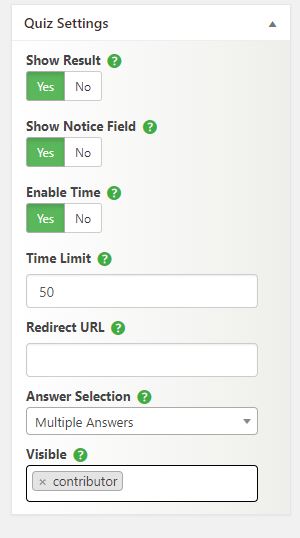 Quiz Settings
Show Result ?
Yes No
Show Notice Field ?
Yes No
Enable Time ?
Yes No
Time Limit ?
50
Redirect URL ?
Answer Selection ?
Multiple Answers
Visible ?
× contributor